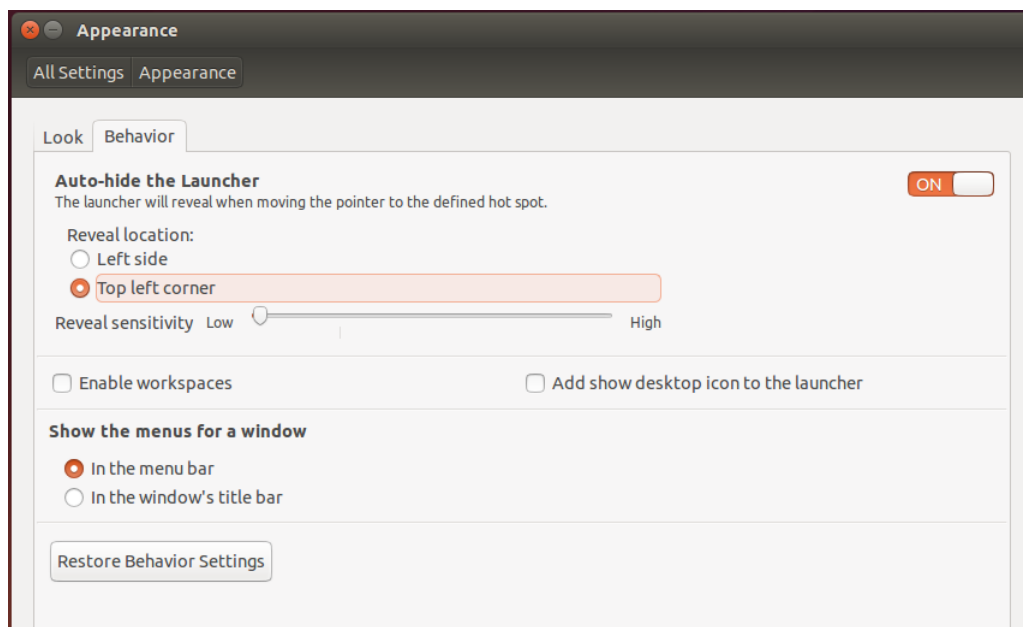 Appearance
All Settings Appearance
Look Behavior
Auto-hide the Launcher
ON
The launcher will reveal when moving the pointer to the defined hot spot.
Reveal location:
Left side
Top left corner
Reveal sensitivity Low High
Enable workspaces Add show desktop icon to the launcher
Show the menus for a window
In the menu bar
In the window's title bar
Restore Behavior Settings